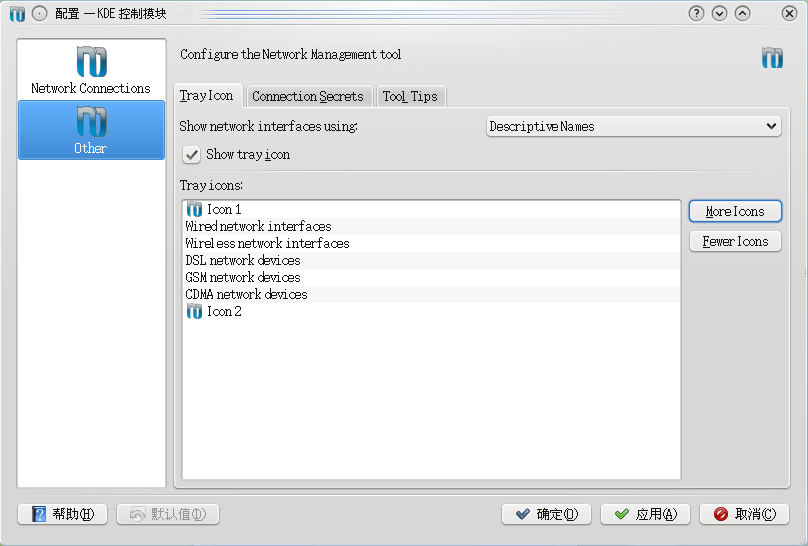 配置 — KDE 控制模块
Configure the Network Management tool
Network Connections
Other
Tray Icon
Connection Secrets
Tool Tips
Show network interfaces using:
Descriptive Names
Show tray icon
Tray icons:
Icon 1
Wired network interfaces
Wireless network interfaces
DSL network devices
GSM network devices
CDMA network devices
Icon 2
More Icons
Fewer Icons
帮助(H)
默认值(D)
确定(O)
应用(A)
取消(C)